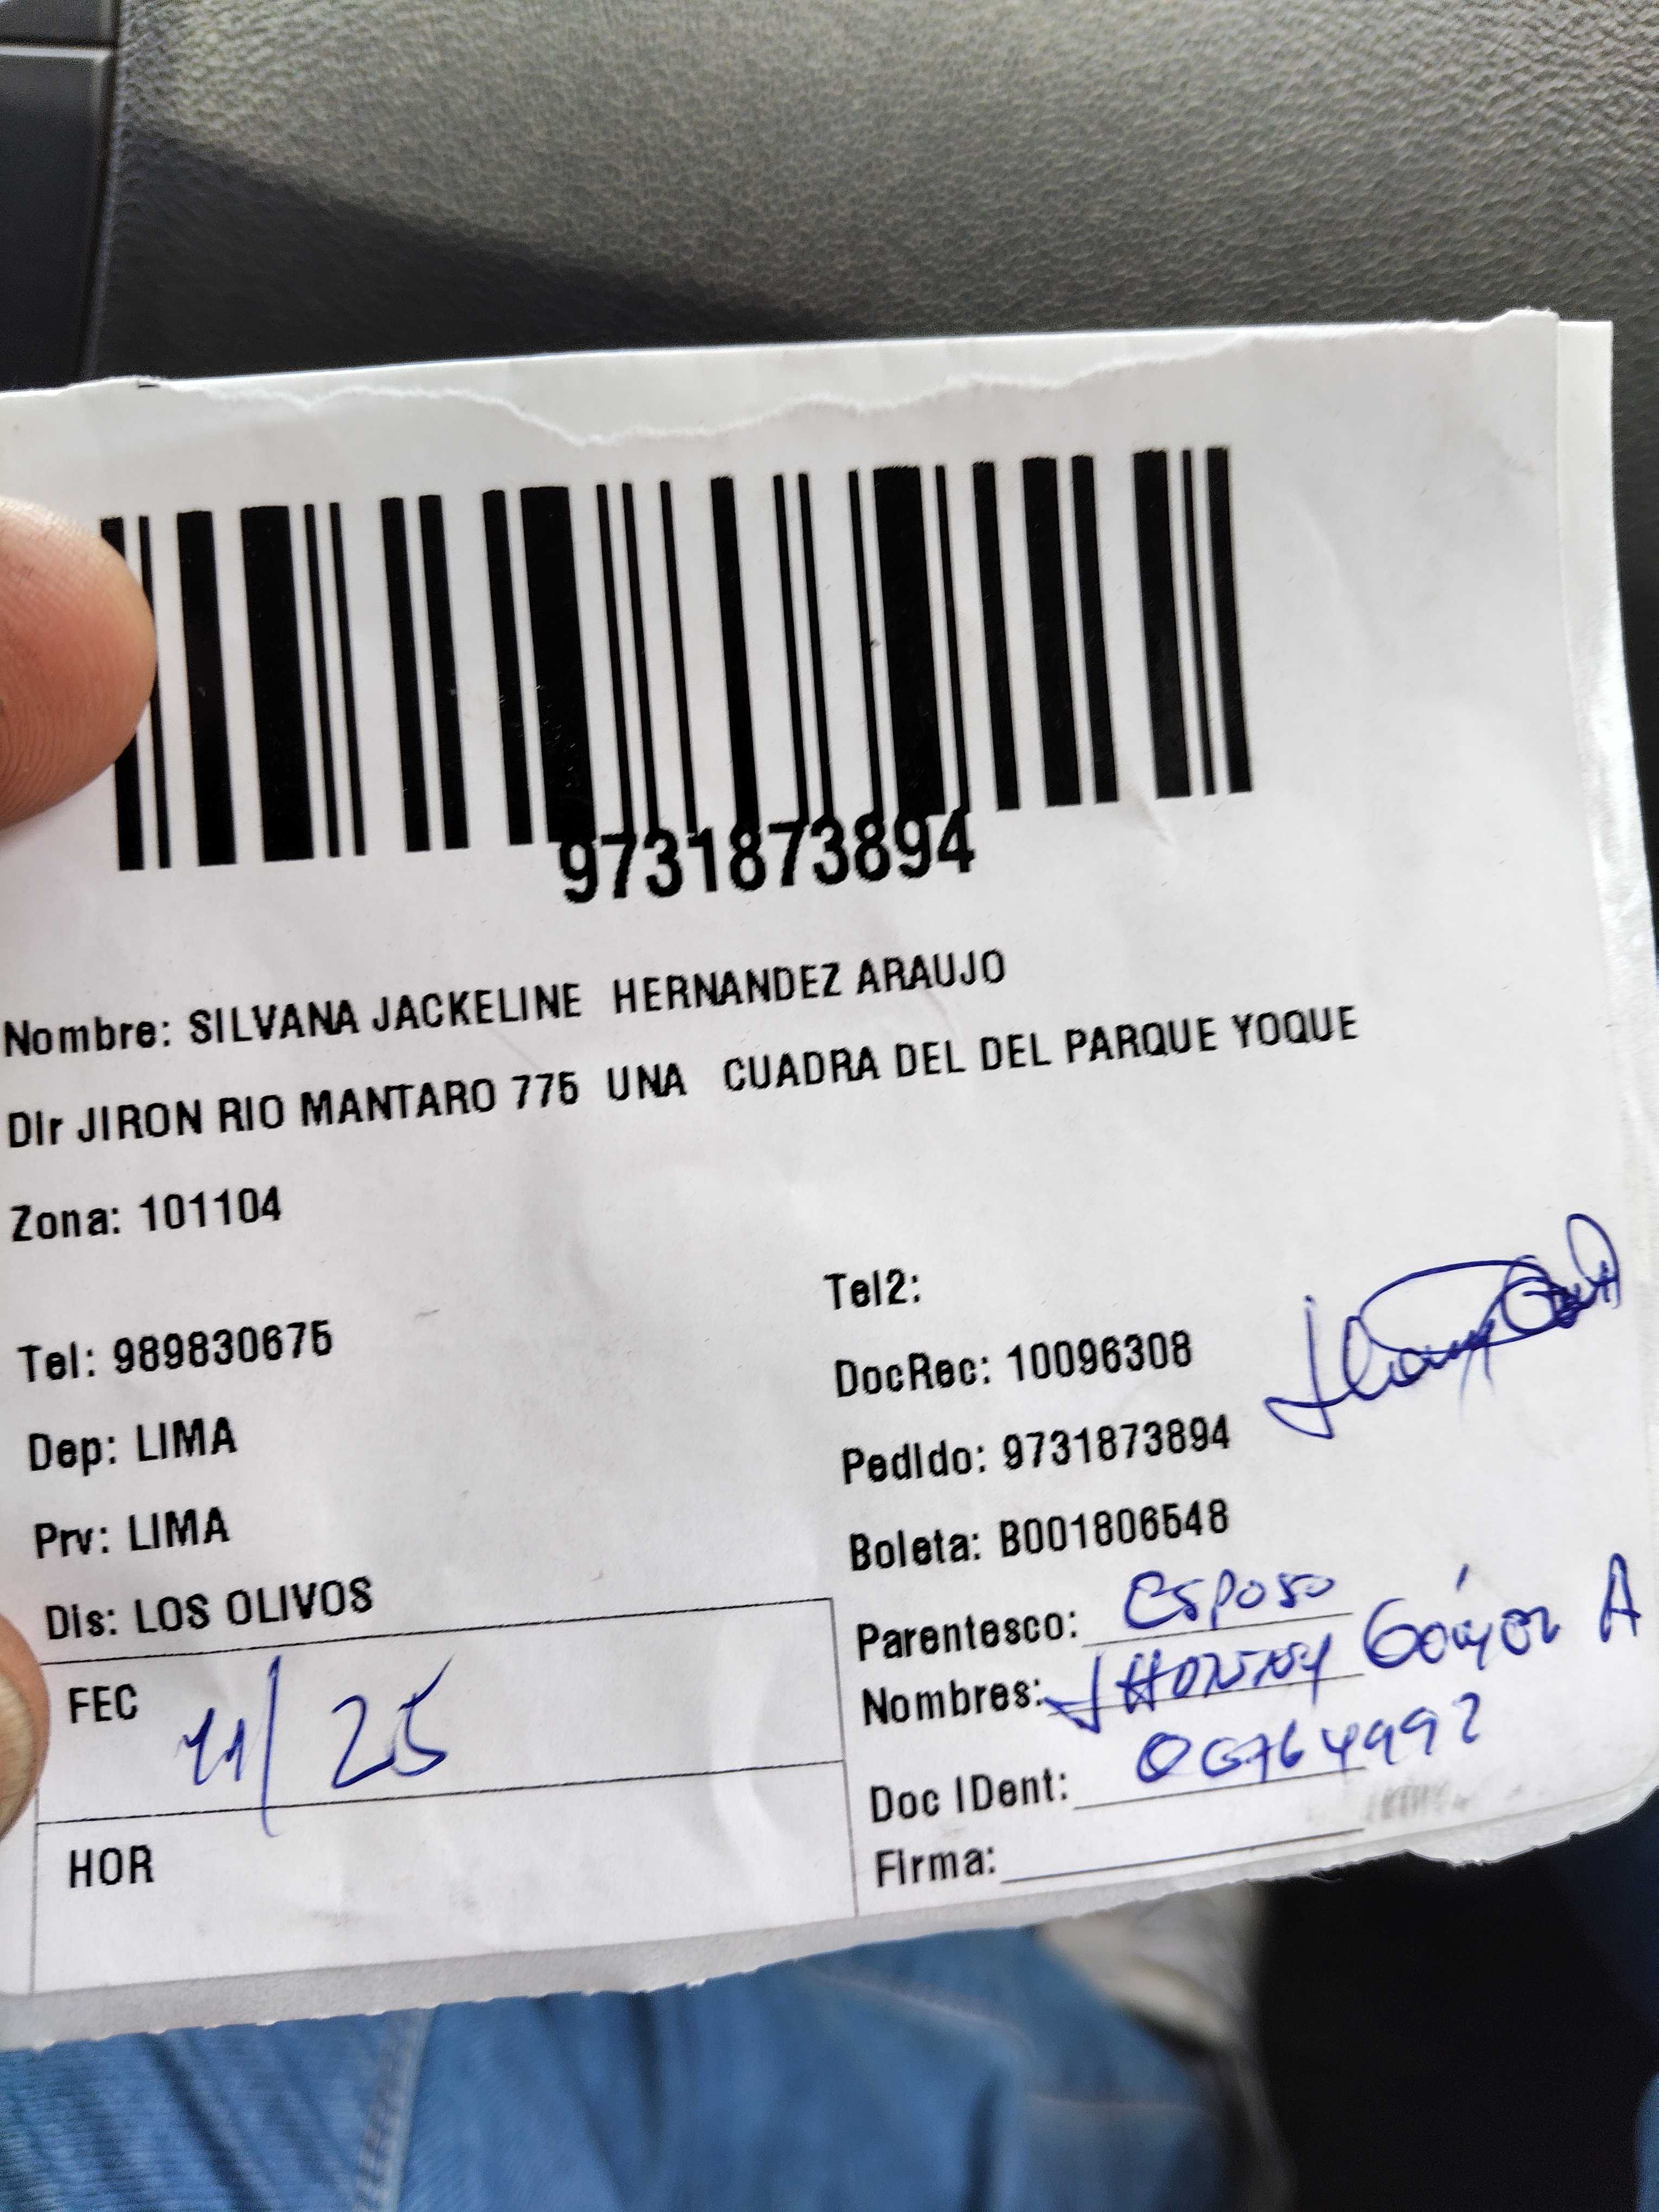 9731873894
Nombre: SILVANA JACKELINE HERNANDEZ ARAUJO
Dir JIRON RIO MANTARO 775 UNA CUADRA DEL DEL PARQUE YOQUE
Zona: 101104
Tel2:
Tel: 989830675
DocRec: 10096308
Dep: LIMA
Pedido: 9731873894
Prv: LIMA
Boleta: B001806548
Dis: LOS OLIVOS
Parentesco: Esposo
Nombres: JHONNY A
FEC 11/25
Doc IDent:
HOR
Firma: